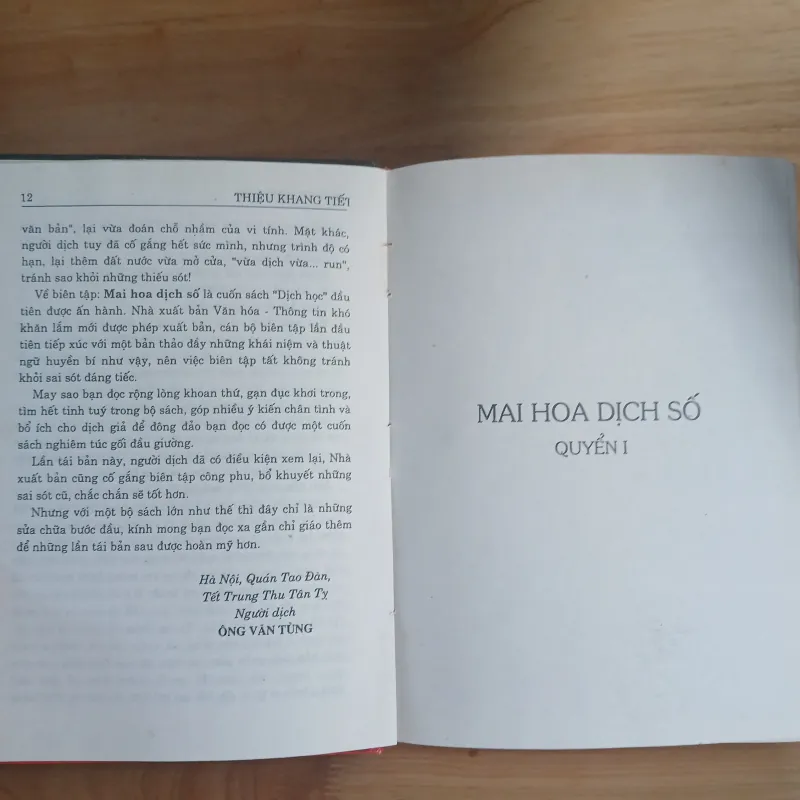 12 THIỆU KHANG TIẾT
văn bản", lại vừa đoán chỗ nhầm của vi tính. Mặt khác,
người dịch tuy đã cố gắng hết sức mình, nhưng trình độ có
hạn, lại thêm đất nước vừa mở cửa, "vừa dịch vừa... run",
tránh sao khỏi những thiếu sót!
Về biên tập: Mai hoa dịch số là cuốn sách "Dịch học" đầu
tiên được ấn hành. Nhà xuất bản Văn hóa - Thông tin khó
khăn lắm mới được phép xuất bản, cán bộ biên tập lần đầu
tiên tiếp xúc với một bản thảo đầy những khái niệm và thuật
ngữ huyền bí như vậy, nên việc biên tập tất không tránh
khỏi sai sót đáng tiếc.
May sao bạn đọc rộng lòng khoan thứ, gạn đục khơi trong,
tìm hết tinh tuý trong bộ sách, góp nhiều ý kiến chân tình và
bổ ích cho dịch giả để đông đảo bạn đọc có được một cuốn
sách nghiêm túc gối đầu giường.
Lần tái bản này, người dịch đã có điều kiện xem lại, Nhà
xuất bản cũng cố gắng biên tập công phu, bổ khuyết những
sai sót cũ, chắc chắn sẽ tốt hơn.
Nhưng với một bộ sách lớn như thế thì đây chỉ là những
sửa chữa bước đầu, kính mong bạn đọc xa gần chỉ giáo thêm
để những lần tái bản sau được hoàn mỹ hơn.
Hà Nội, Quán Tao Đàn,
Tết Trung Thu Tân Tỵ
Người dịch
ÔNG VĂN TÙNG
MAI HOA DỊCH SỐ
QUYỂN I